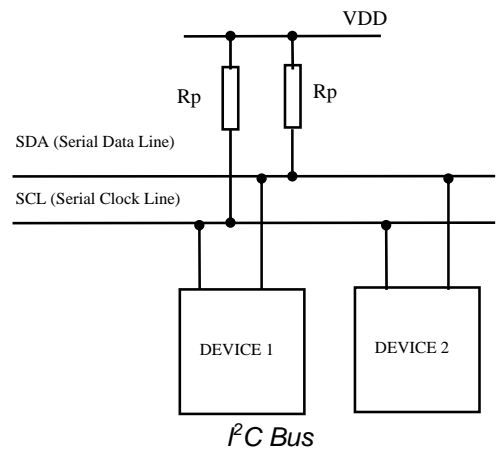 VDD
Rp
Rp
SDA (Serial Data Line)
SCL (Serial Clock Line)
DEVICE 1
DEVICE 2
I²C Bus